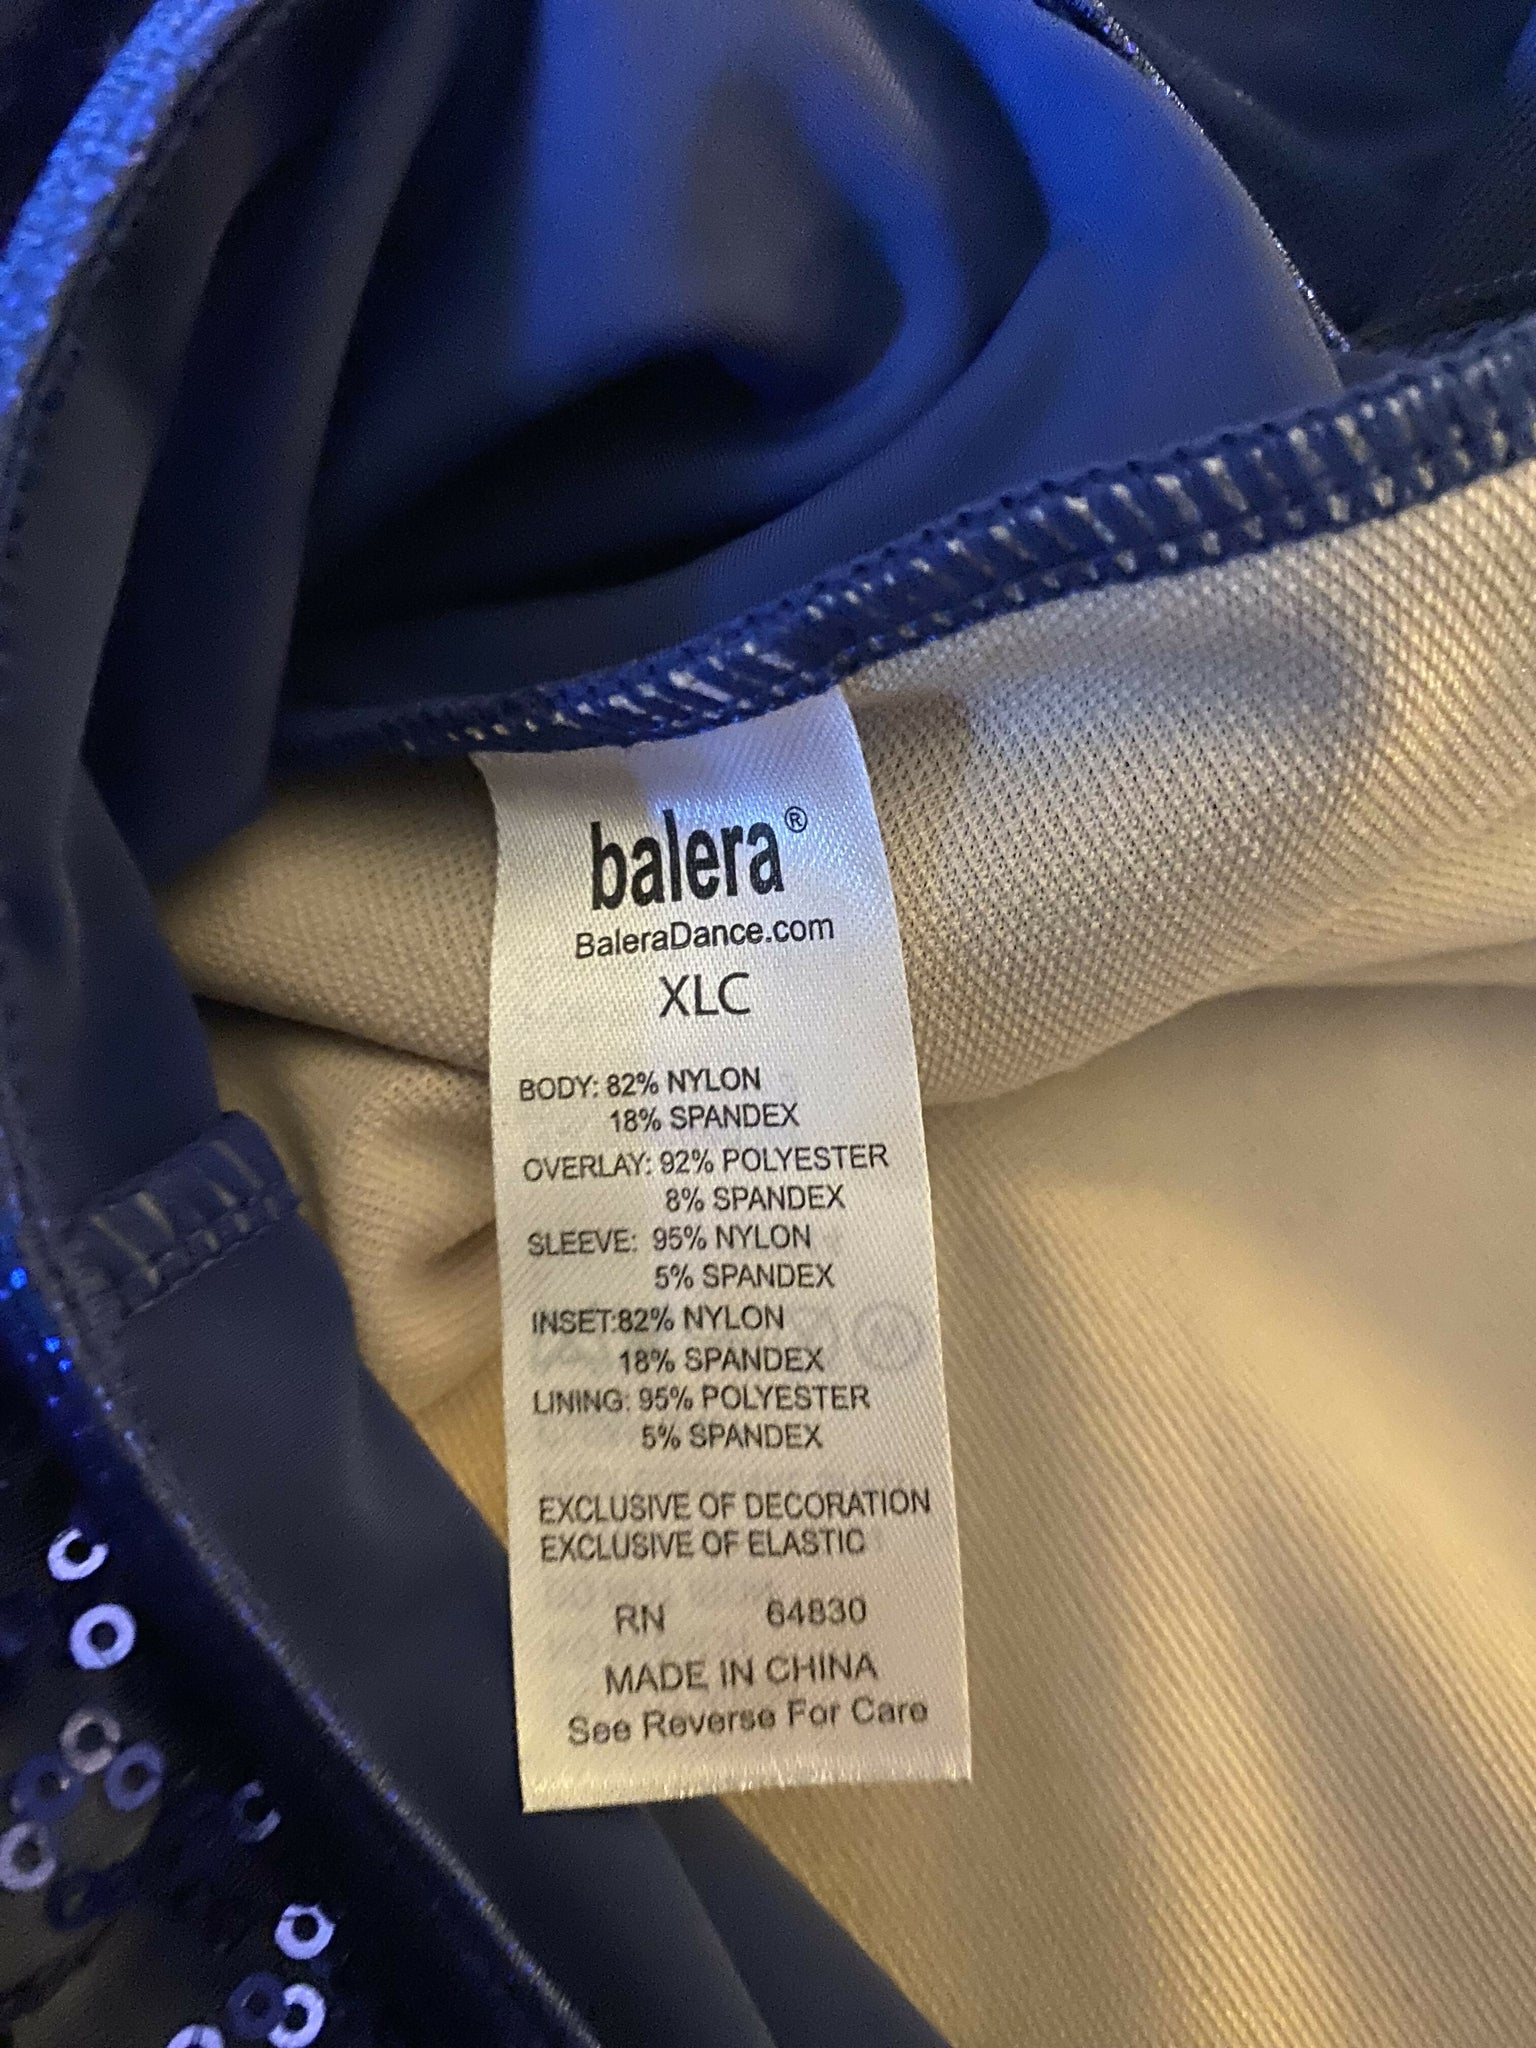 balera®
BaleraDance.com
XLC
BODY: 82% NYLON
18% SPANDEX
OVERLAY: 92% POLYESTER
8% SPANDEX
SLEEVE: 95% NYLON
5% SPANDEX
INSET:82% NYLON
18% SPANDEX
LINING: 95% POLYESTER
5% SPANDEX
EXCLUSIVE OF DECORATION
EXCLUSIVE OF ELASTIC
RN 64830
MADE IN CHINA
See Reverse For Care